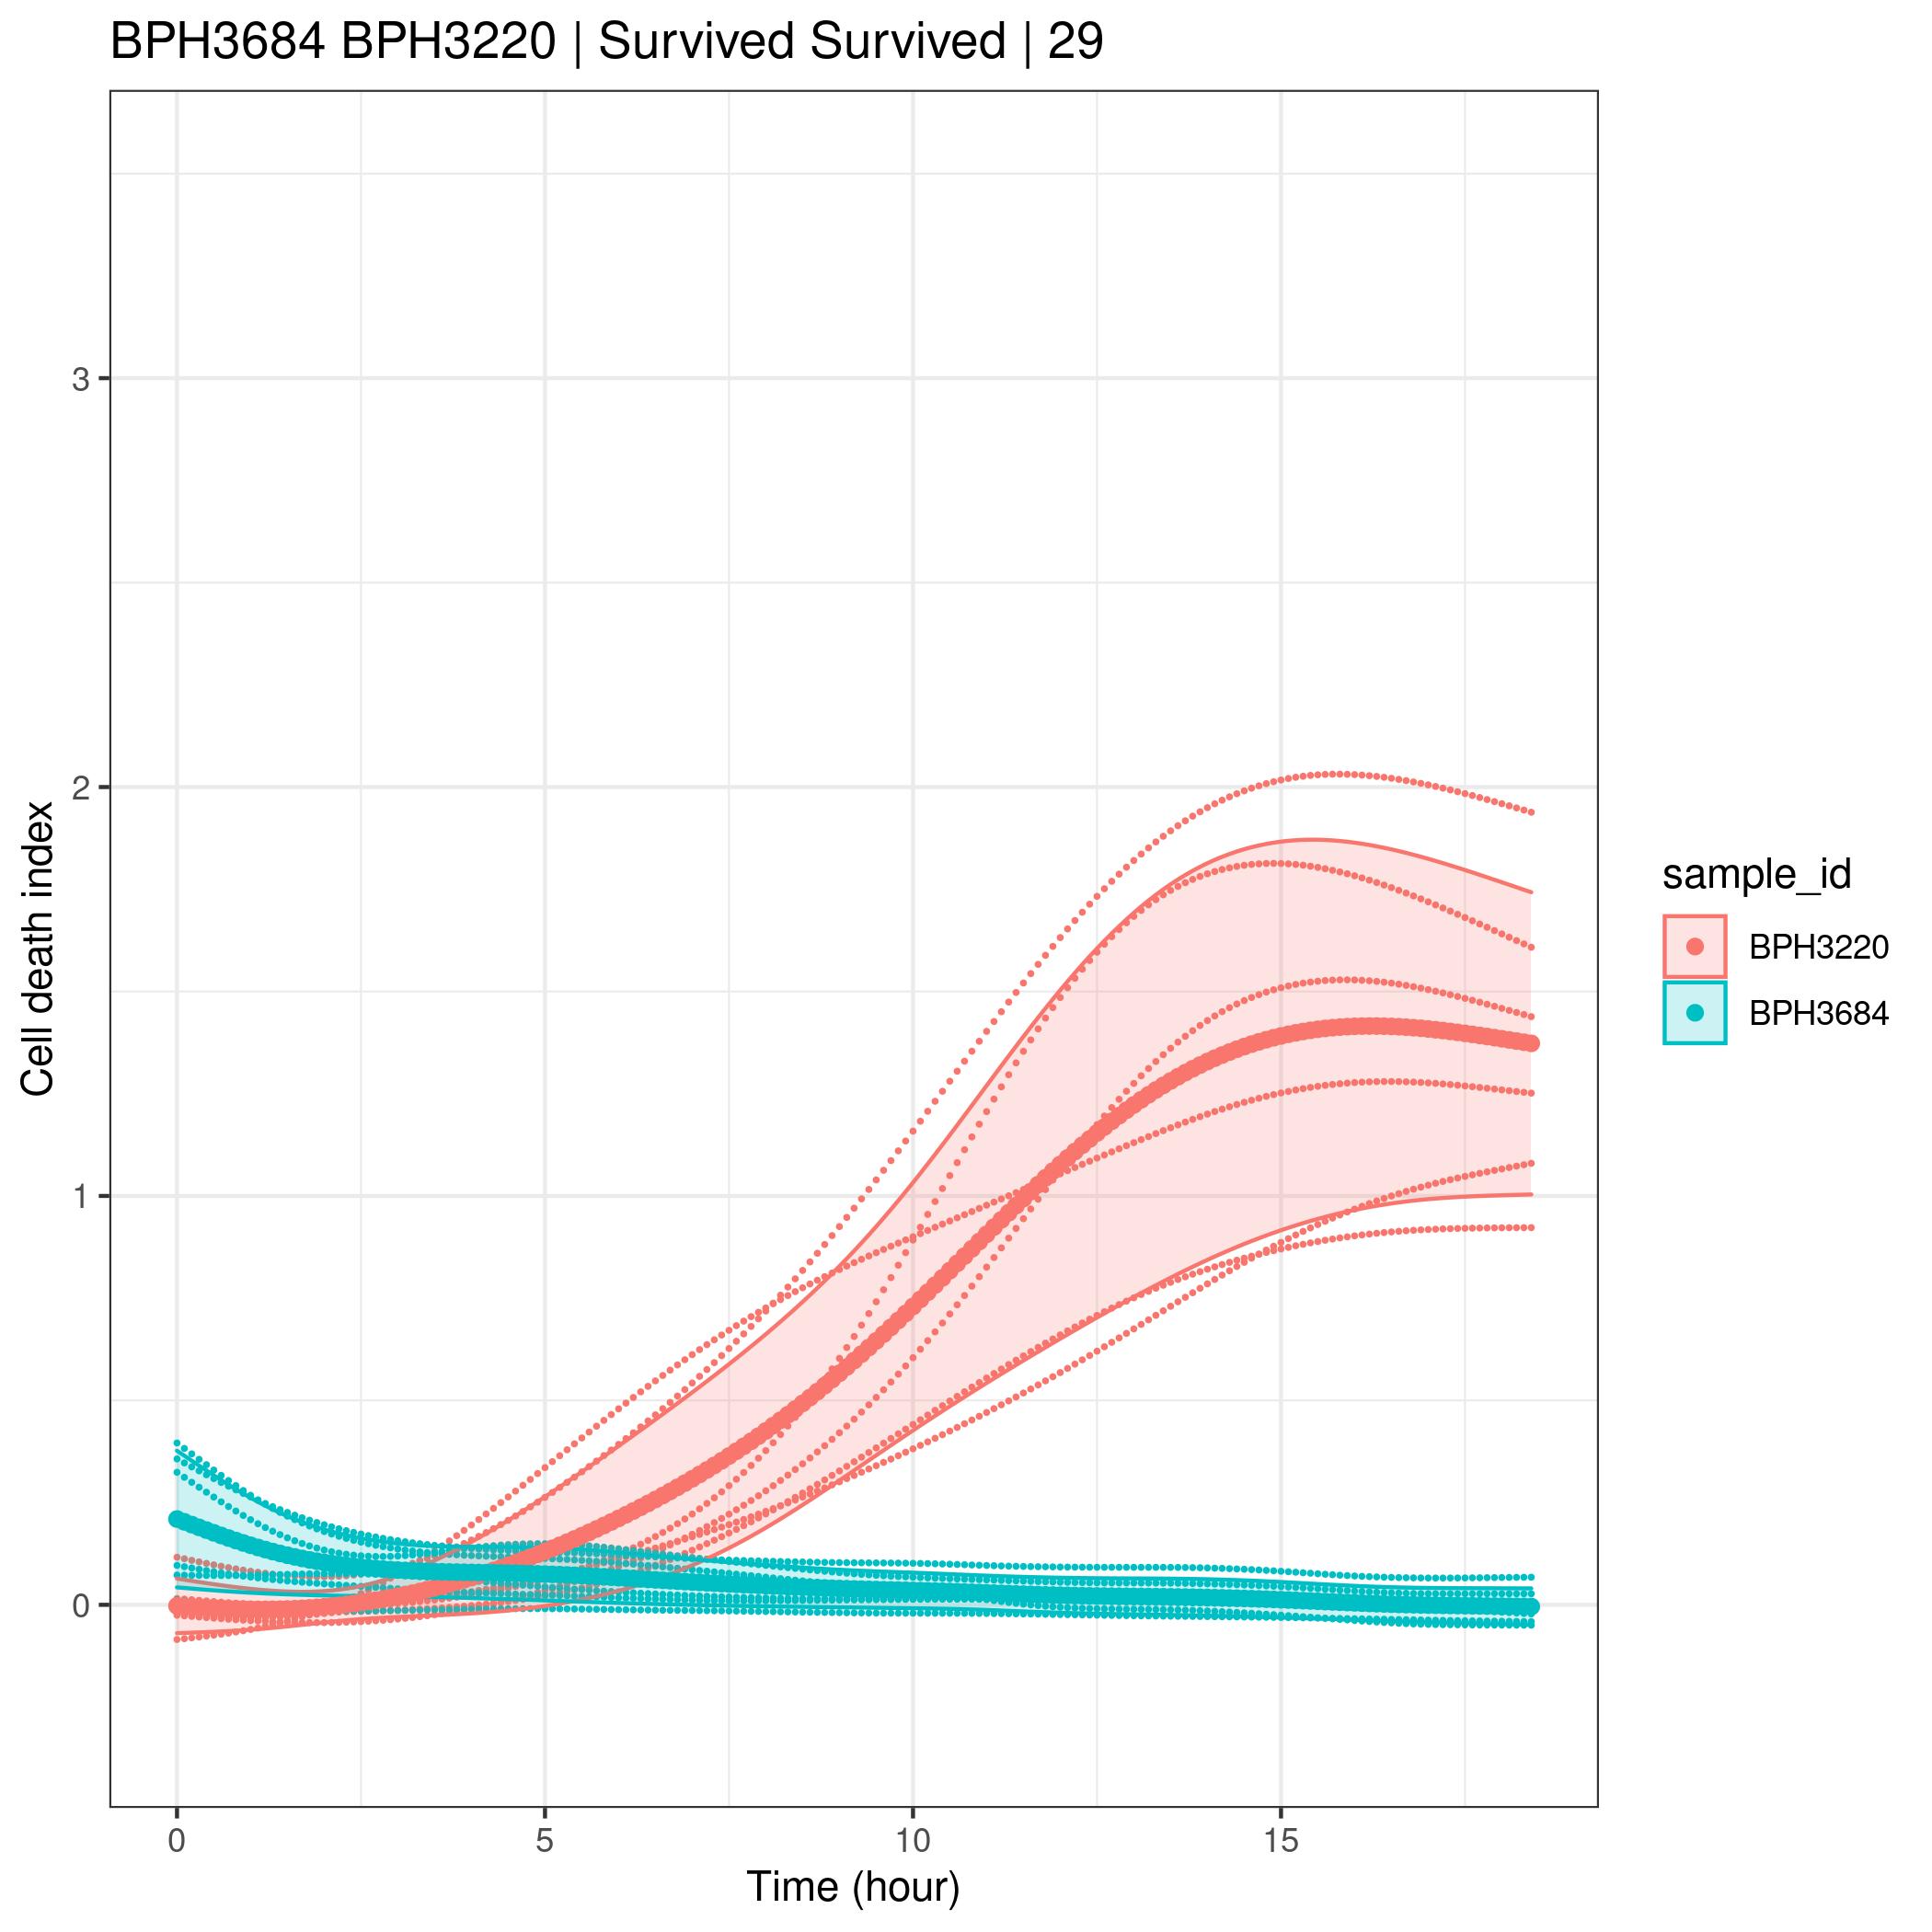 BPH3684 BPH3220 | Survived Survived | 29
Cell death index
3
2
1
0
0 5 10 15
Time (hour)
sample_id
BPH3220
BPH3684